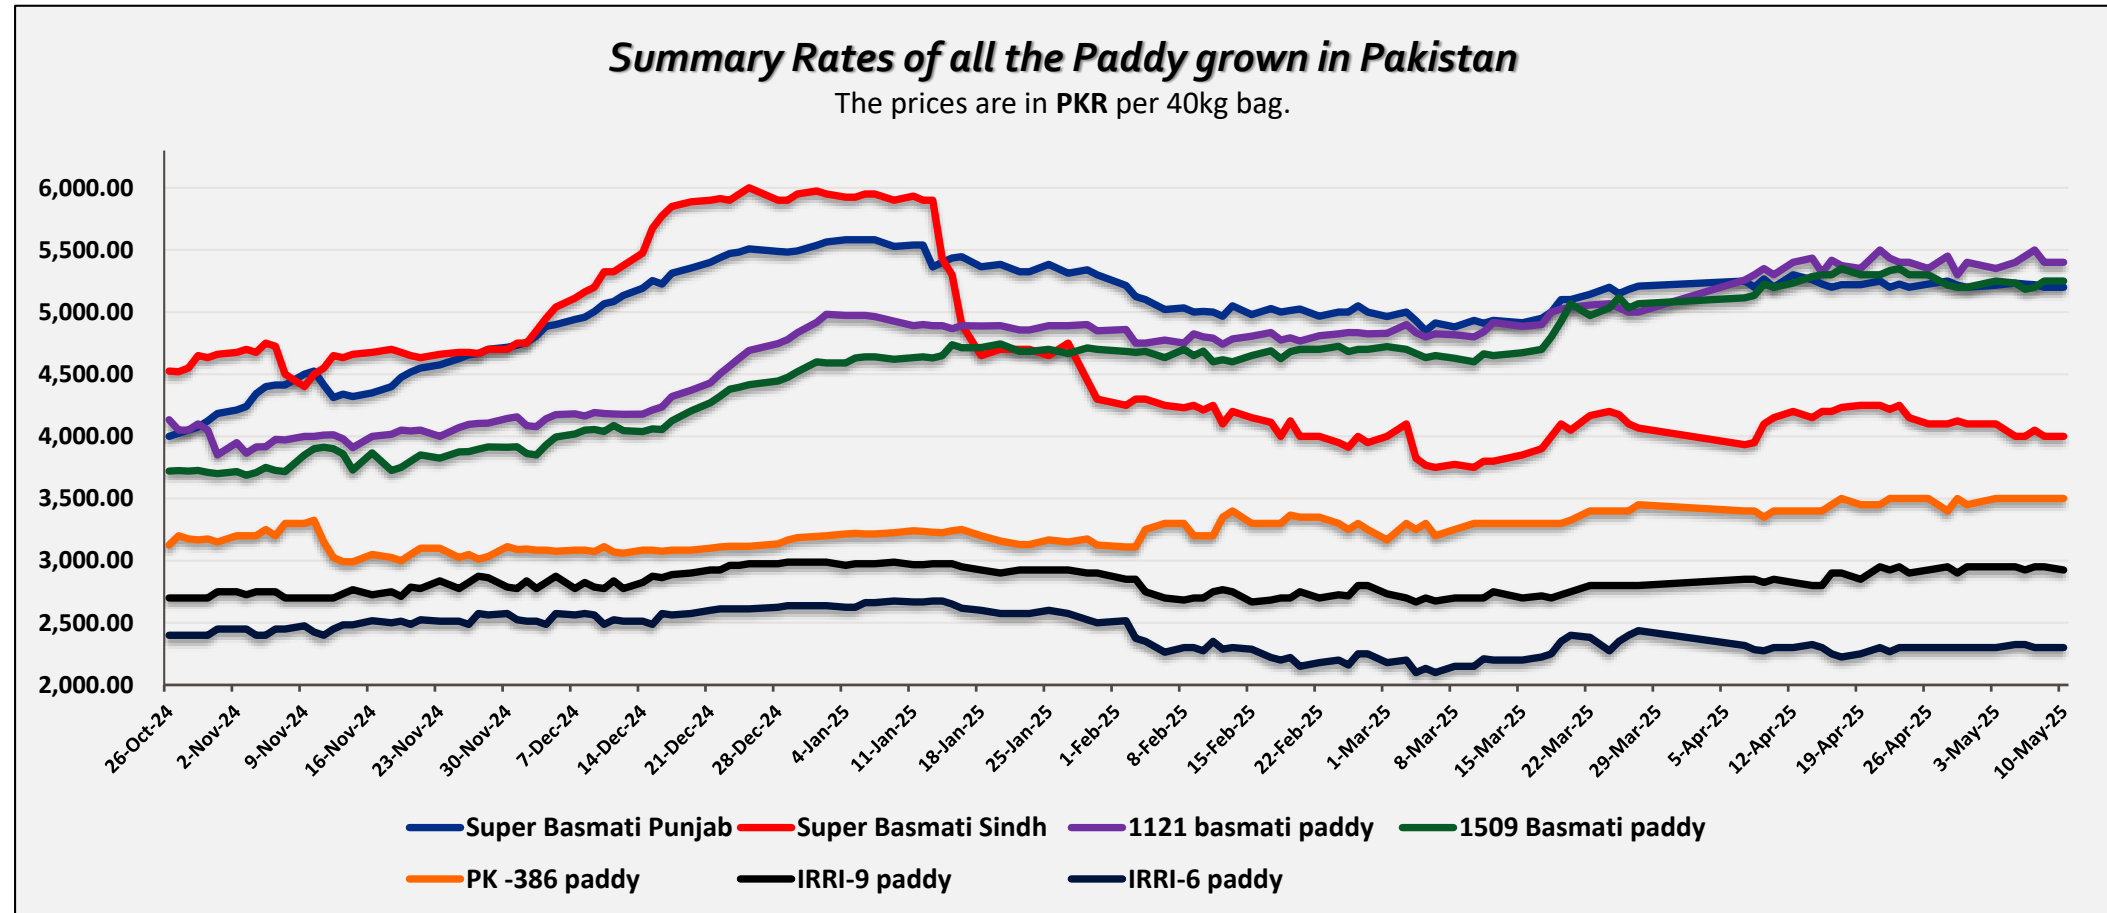 Summary Rates of all the Paddy grown in Pakistan
The prices are in PKR per 40kg bag.
6,000.00
5,500.00
5,000.00
4,500.00
4,000.00
3,500.00
3,000.00
2,500.00
2,000.00
26-Oct-24
2-Nov-24
9-Nov-24
16-Nov-24
23-Nov-24
30-Nov-24
7-Dec-24
14-Dec-24
21-Dec-24
28-Dec-24
4-Jan-25
11-Jan-25
18-Jan-25
25-Jan-25
1-Feb-25
8-Feb-25
15-Feb-25
22-Feb-25
1-Mar-25
8-Mar-25
15-Mar-25
22-Mar-25
29-Mar-25
5-Apr-25
12-Apr-25
19-Apr-25
26-Apr-25
3-May-25
10-May-25
Super Basmati Punjab
Super Basmati Sindh
1121 basmati paddy
1509 Basmati paddy
PK -386 paddy
IRRI-9 paddy
IRRI-6 paddy